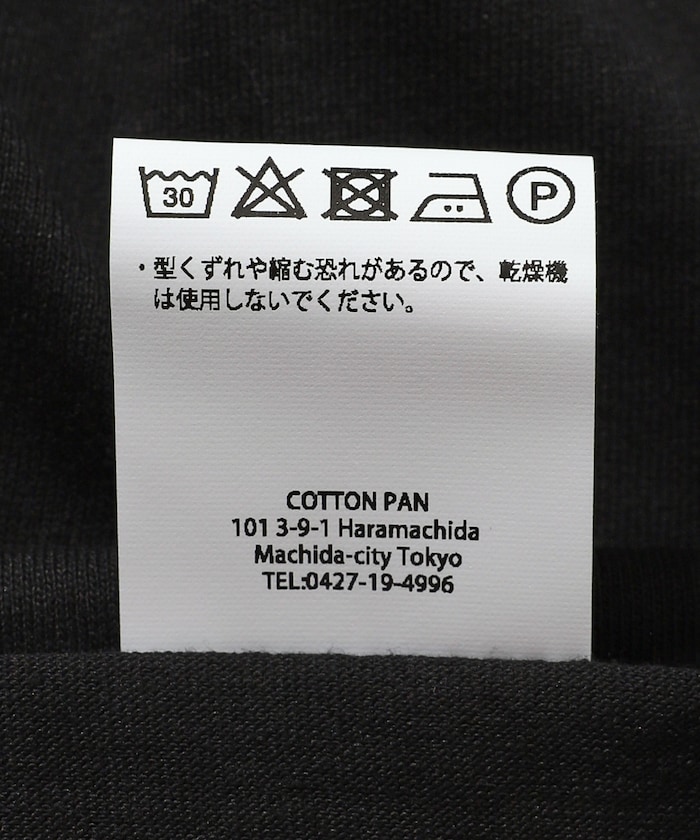 30
P
・型くずれや縮む恐れがあるので、乾燥機
は使用しないでください。
COTTON PAN
101 3-9-1 Haramachida
Machida-city Tokyo
TEL:0427-19-4996